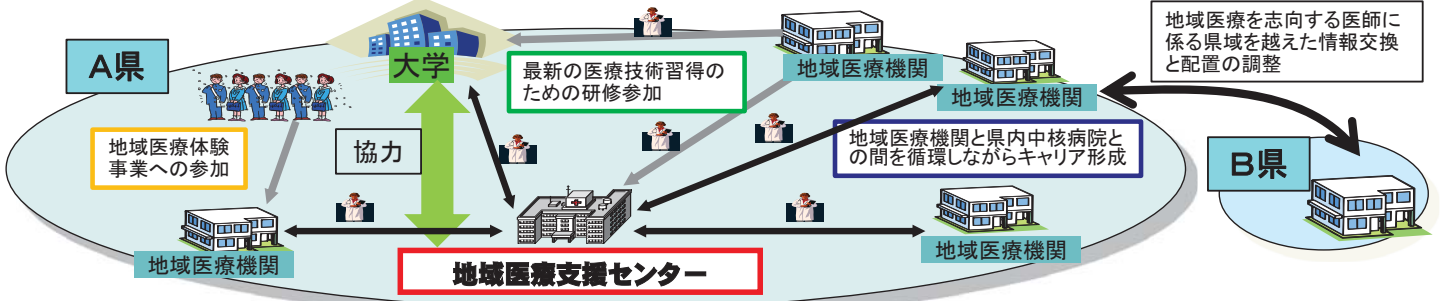 A県
大学
最新の医療技術習得の
ための研修参加
地域医療機関
地域医療機関
地域医療を志向する医師に
係る県域を越えた情報交換
と配置の調整
地域医療体験
事業への参加
協力
地域医療機関と県内中核病院と
の間を循環しながらキャリア形成
B県
地域医療機関
地域医療支援センター
地域医療機関